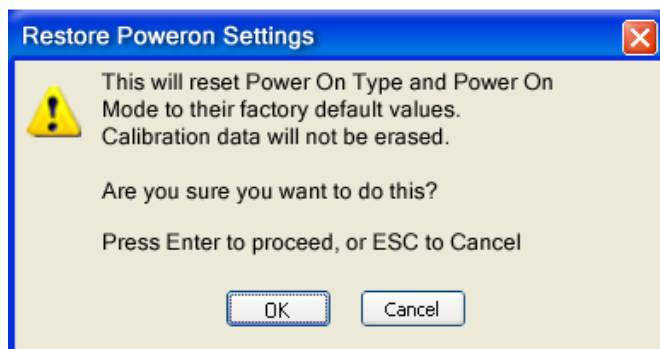 Restore Poweron Settings
This will reset Power On Type and Power On
Mode to their factory default values.
Calibration data will not be erased.
Are you sure you want to do this?
Press Enter to proceed, or ESC to Cancel
OK
Cancel